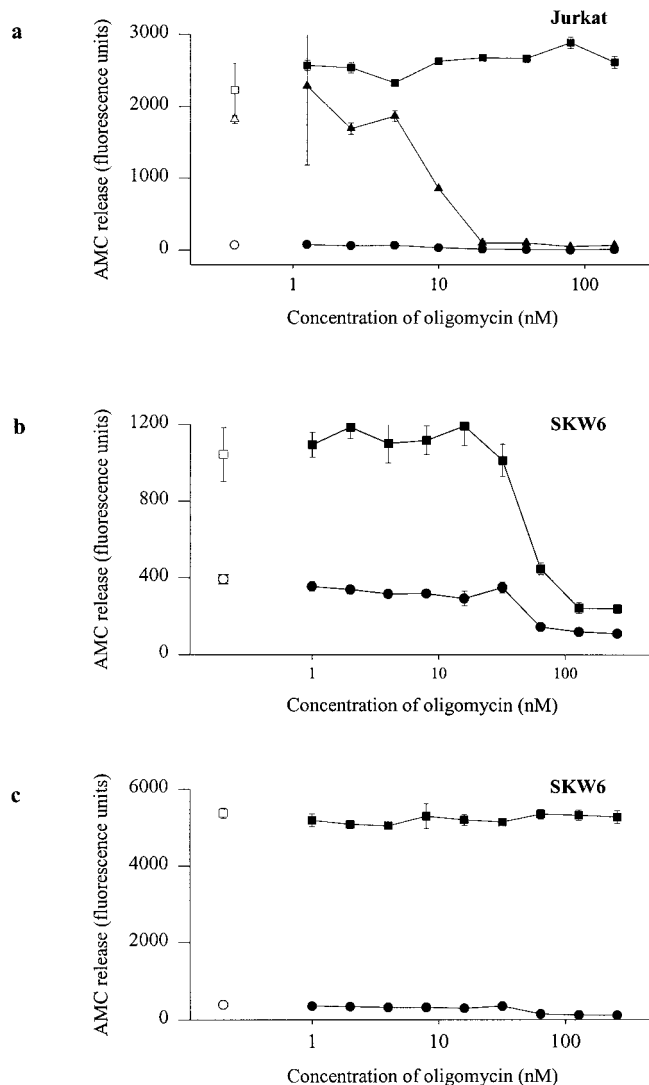 a
Jurkat
AMC release (fluorescence units)
3000
2000
1000
0
1
10
100
Concentration of oligomycin (nM)
b
SKW6
AMC release (fluorescence units)
1200
800
400
0
1
10
100
Concentration of oligomycin (nM)
c
SKW6
AMC release (fluorescence units)
6000
4000
2000
0
1
10
100
Concentration of oligomycin (nM)